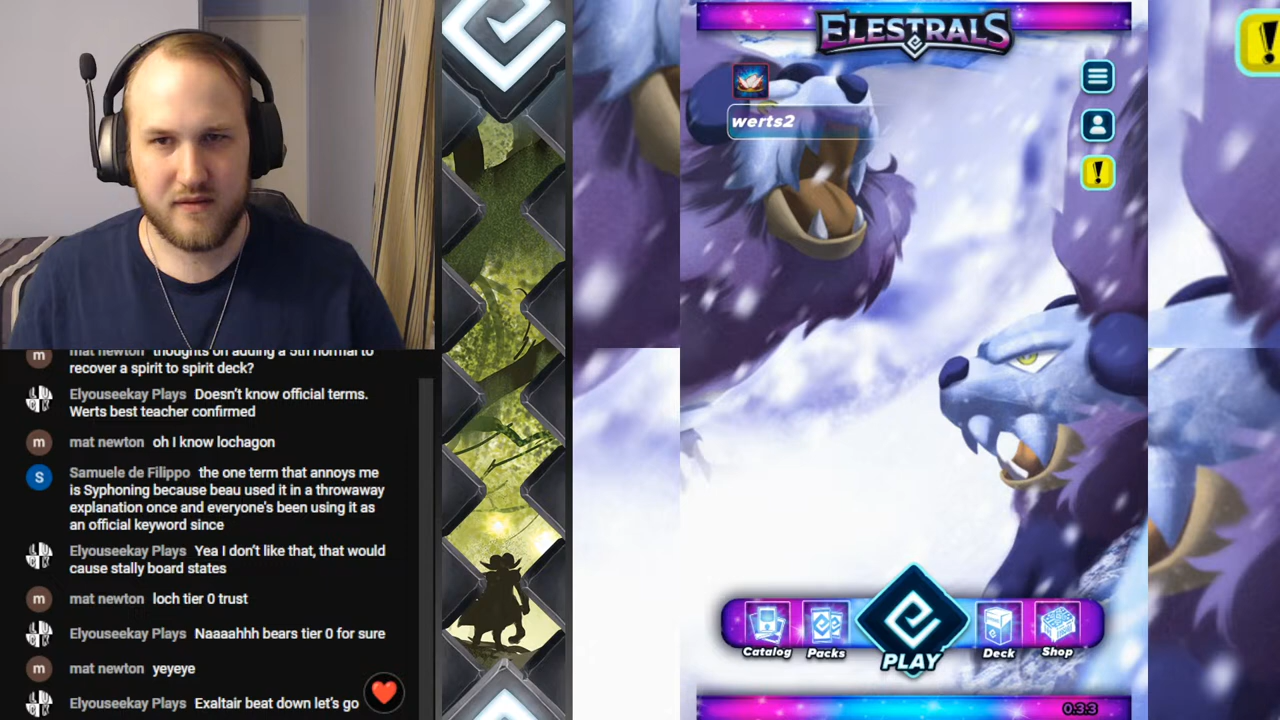 mat newton thoughts on adding a 5th normal to
recover a spirit to spirit deck?
Elyouseekay Plays Doesn't know official terms.
Werts best teacher confirmed
m mat newton oh I know lochagon
S Samuele de Filippo the one term that annoys me
is Syphoning because beau used it in a throwaway
explanation once and everyone's been using it as
an official keyword since
Elyouseekay Plays Yea I don't like that, that would
cause stally board states
m mat newton loch tier 0 trust
Elyouseekay Plays Naaaahhh bears tier 0 for sure
m mat newton yeyeye
Elyouseekay Plays Exaltair beat down let's go
ELESTRALS
werts2
!
!
Catalog
Packs
PLAY
Deck
Shop
0.3.3